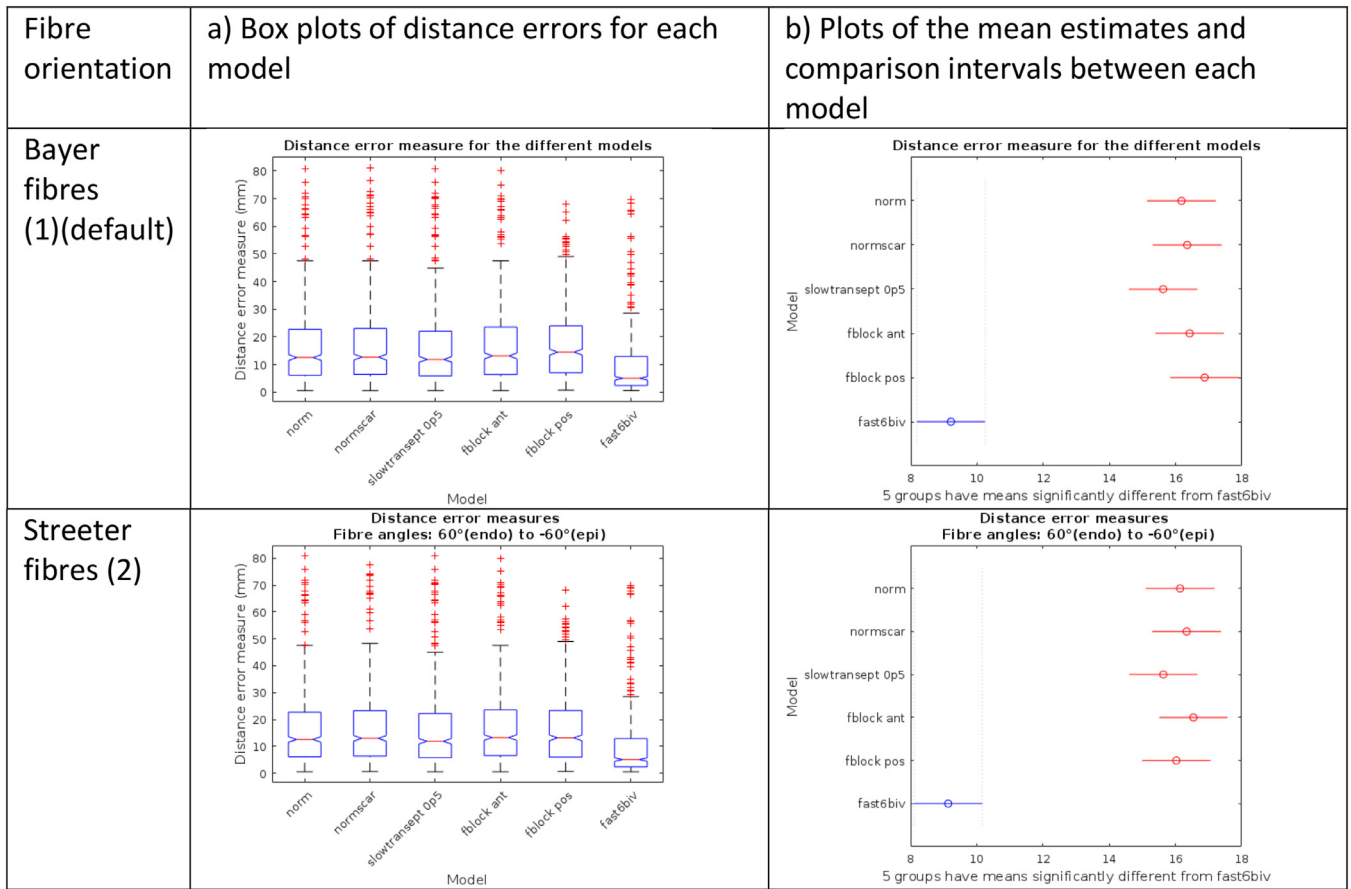 Fibre
orientation
a) Box plots of distance errors for each
model
b) Plots of the mean estimates and
comparison intervals between each
model
Bayer
fibres
(1)(default)
Distance error measure for the different models
Distance error measure (mm)
80
70
60
50
40
30
20
10
0
norm
normscar
slowtransept 0p5
fblock ant
fblock pos
fast6biv
Model
Distance error measure for the different models
Model
norm
normscar
slowtransept 0p5
fblock ant
fblock pos
fast6biv
8 10 12 14 16 18
5 groups have means significantly different from fast6biv
Streeter
fibres (2)
Distance error measures
Fibre angles: 60°(endo) to -60°(epi)
Distance error measure (mm)
80
70
60
50
40
30
20
10
0
norm
normscar
slowtransept 0p5
fblock ant
fblock pos
fast6biv
Model
Distance error measures
Fibre angles: 60°(endo) to -60°(epi)
Model
norm
normscar
slowtransept 0p5
fblock ant
fblock pos
fast6biv
8 10 12 14 16 18
5 groups have means significantly different from fast6biv